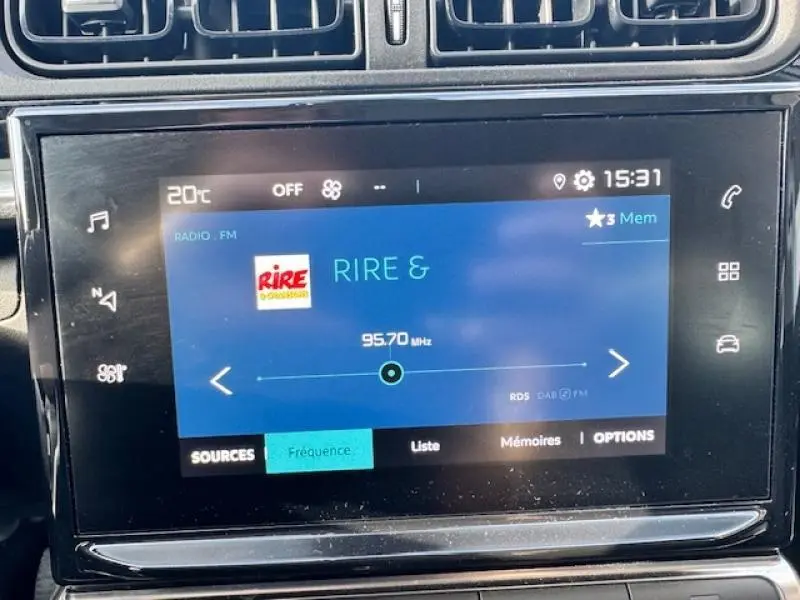 20°C OFF -- 15:31
3 Mem
RADIO . FM
RIRE
& CHANSONS
RIRE &
95.70 MHz
RDS DAB FM
SOURCES Fréquence Liste Mémoires OPTIONS
N